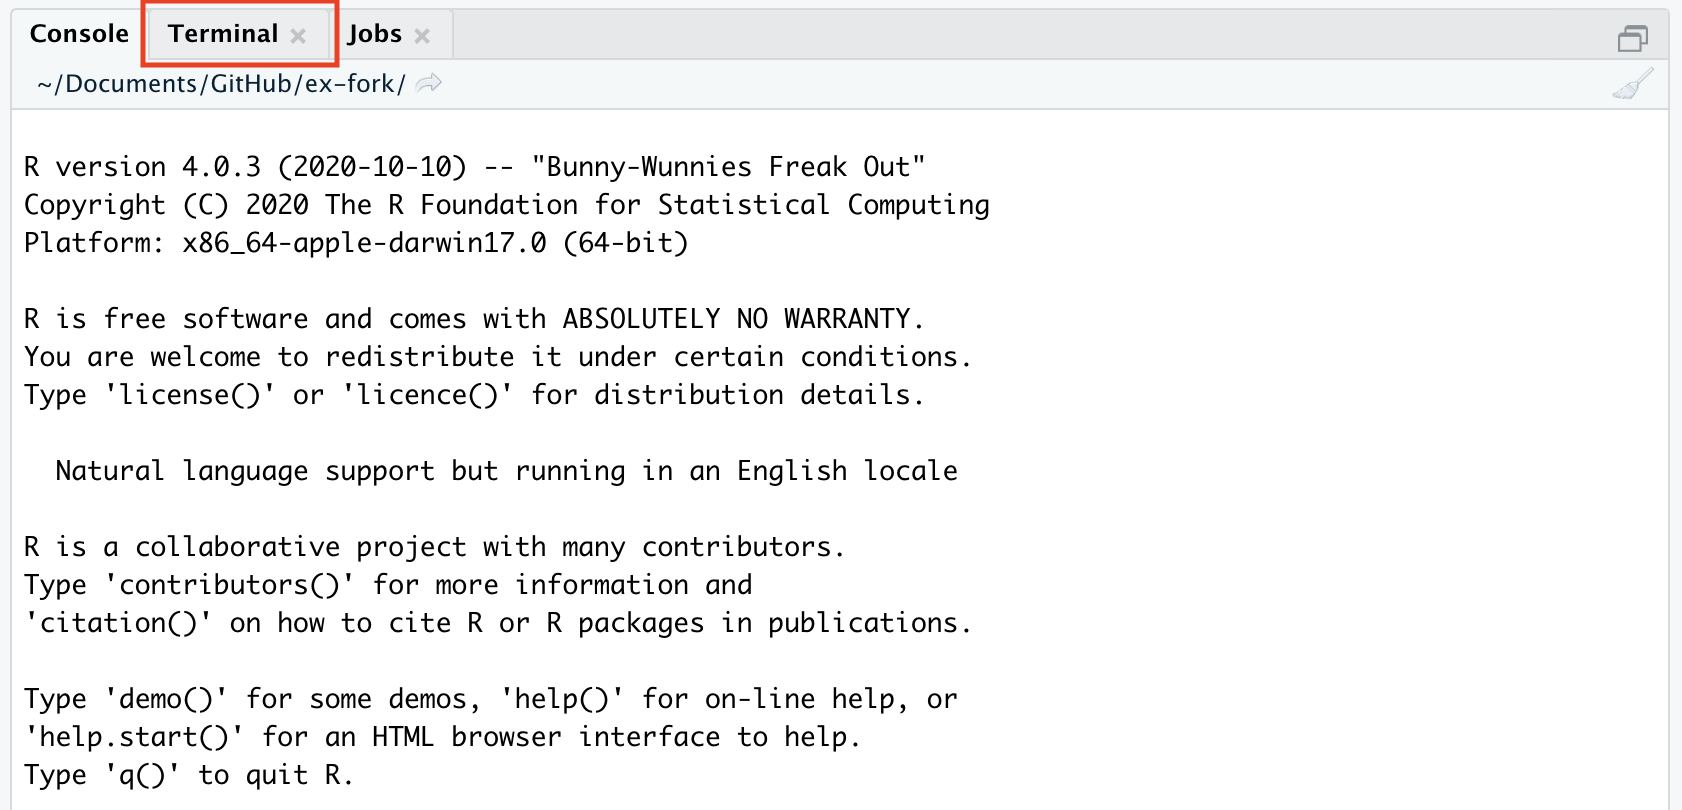 Console Terminal Jobs
~/Documents/GitHub/ex-fork/
R version 4.0.3 (2020-10-10) -- "Bunny-Wunnies Freak Out"
Copyright (C) 2020 The R Foundation for Statistical Computing
Platform: x86_64-apple-darwin17.0 (64-bit)
R is free software and comes with ABSOLUTELY NO WARRANTY.
You are welcome to redistribute it under certain conditions.
Type 'license()' or 'licence()' for distribution details.
Natural language support but running in an English locale
R is a collaborative project with many contributors.
Type 'contributors()' for more information and
'citation()' on how to cite R or R packages in publications.
Type 'demo()' for some demos, 'help()' for on-line help, or
'help.start()' for an HTML browser interface to help.
Type 'q()' to quit R.